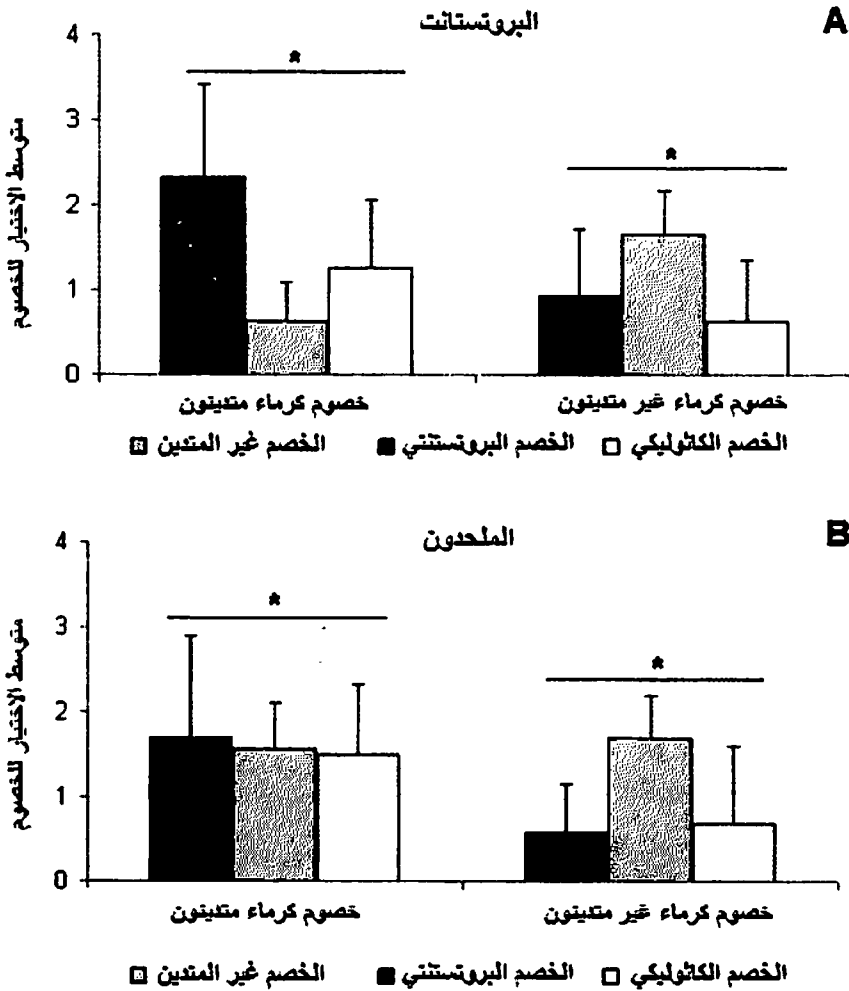 A
البروتستانت
متوسط الاختيار للخصوم
4
*
3
*
2
1
0
خصوم كرماء متدينون
خصوم كرماء غير متدينون
الخصم غير المتدين
الخصم البروتستنتي
الخصم الكاثوليكي
B
الملحدون
متوسط الاختيار للخصوم
4
*
3
*
2
1
0
خصوم كرماء متدينون
خصوم كرماء غير متدينون
الخصم غير المتدين
الخصم البروتستنتي
الخصم الكاثوليكي